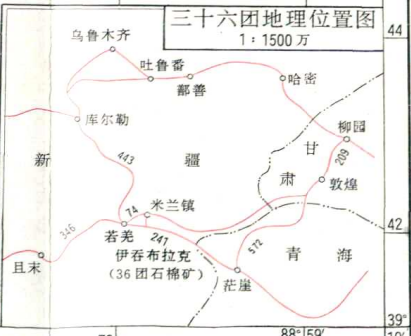 三十六团地理位置图
1：1500万
44
乌鲁木齐
吐鲁番
鄯善
哈密
库尔勒
柳园
甘
209
新
443
疆
肃
敦煌
米兰镇
74
42
346
若羌
241
伊吞布拉克
(36团石棉矿)
572
青 海
且末
茫崖
39°
88°59′